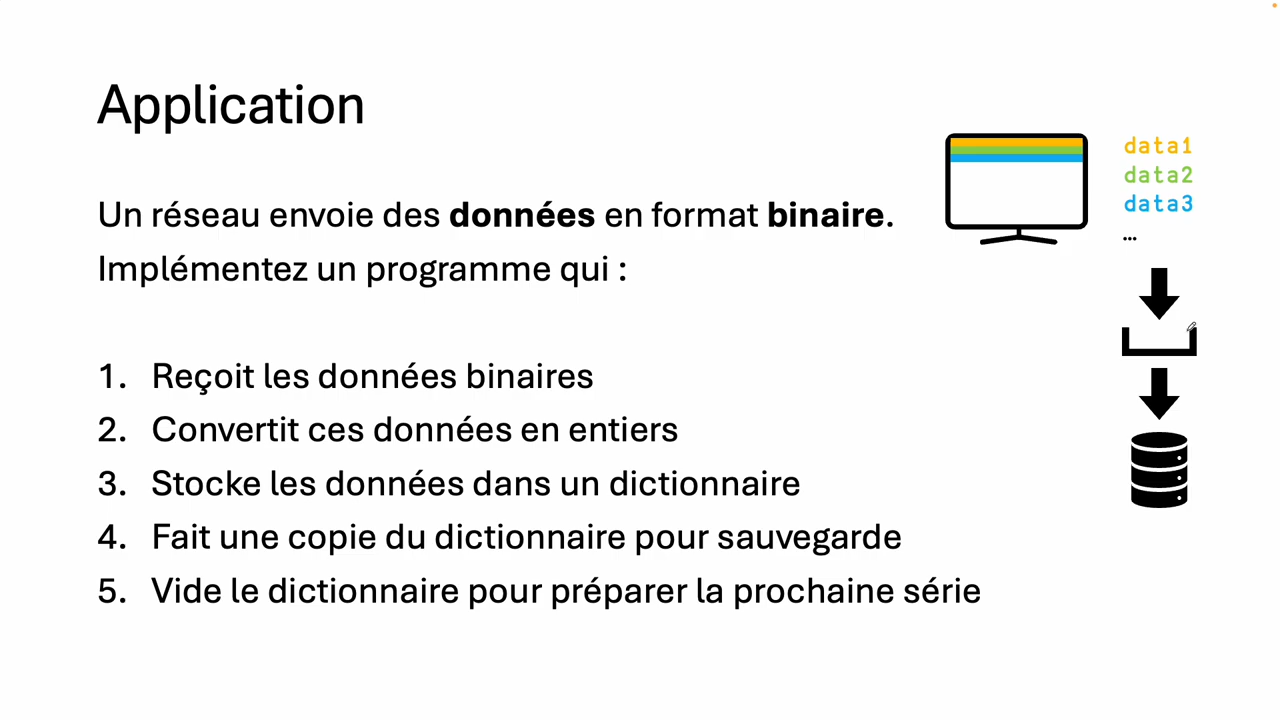 Application
Un réseau envoie des données en format binaire.
Implémentez un programme qui :
1. Reçoit les données binaires
2. Convertit ces données en entiers
3. Stocke les données dans un dictionnaire
4. Fait une copie du dictionnaire pour sauvegarde
5. Vide le dictionnaire pour préparer la prochaine série
data1
data2
data3
…